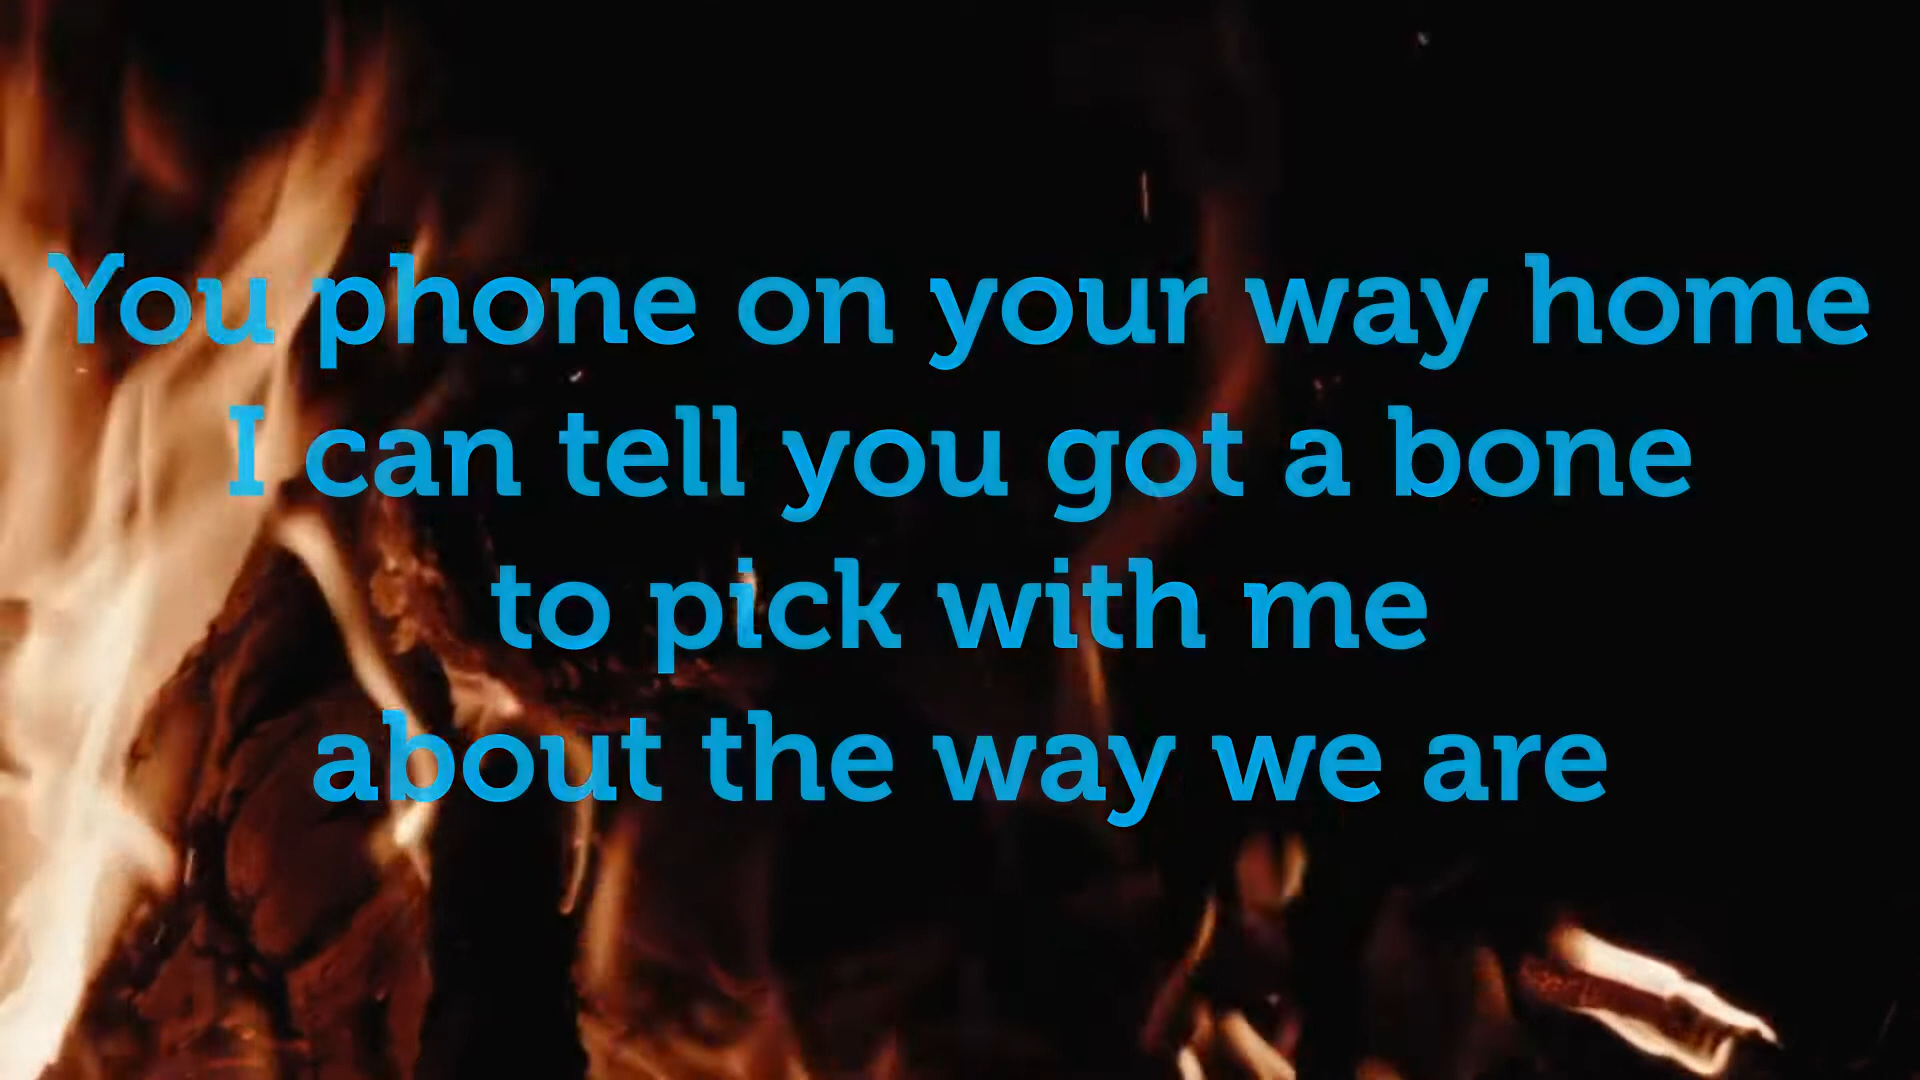 You phone on your way home
I can tell you got a bone
to pick with me
about the way we are